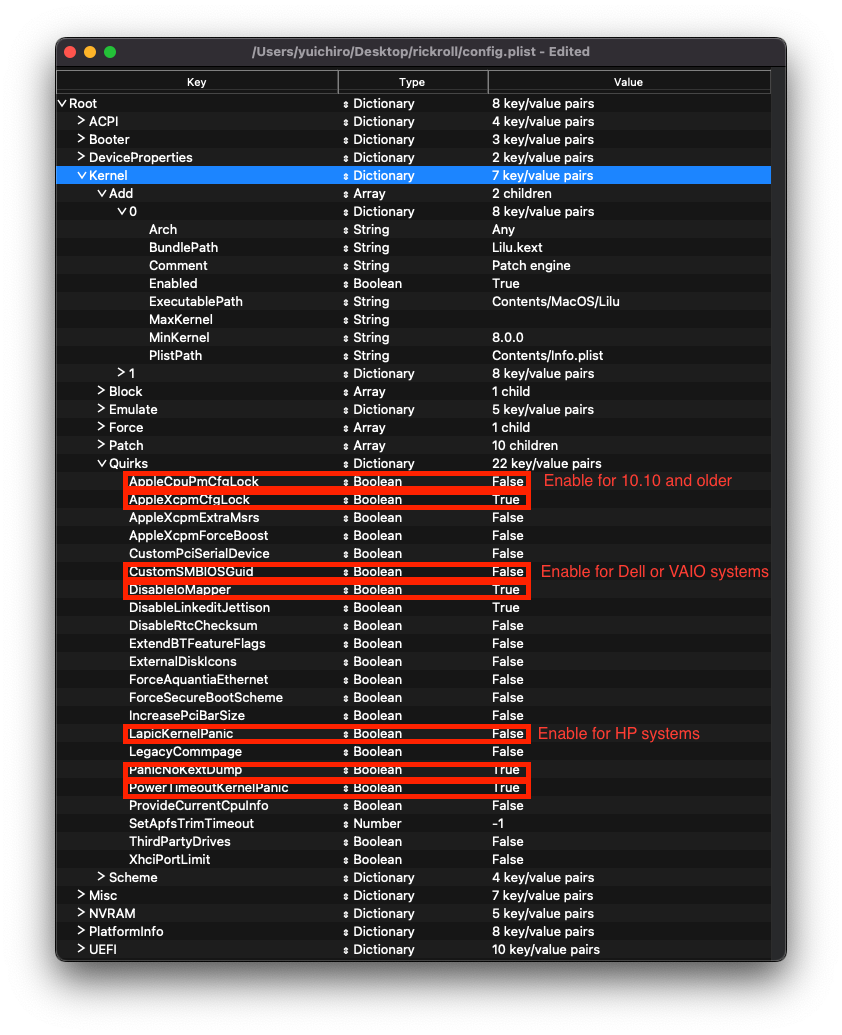 /Users/yuichiro/Desktop/rickroll/config.plist - Edited
Key Type Value
Root Dictionary 8 key/value pairs
ACPI Dictionary 4 key/value pairs
Booter Dictionary 3 key/value pairs
DeviceProperties Dictionary 2 key/value pairs
Kernel Dictionary 7 key/value pairs
Add Array 2 children
0 Dictionary 8 key/value pairs
Arch String Any
BundlePath String Lilu.kext
Comment String Patch engine
Enabled Boolean True
ExecutablePath String Contents/MacOS/Lilu
MaxKernel String
MinKernel String 8.0.0
PlistPath String Contents/Info.plist
1 Dictionary 8 key/value pairs
Block Array 1 child
Emulate Dictionary 5 key/value pairs
Force Array 1 child
Patch Array 10 children
Quirks Dictionary 22 key/value pairs
AppleCpuPmCfgLock Boolean False Enable for 10.10 and older
AppleXcpmCfgLock Boolean True
AppleXcpmExtraMsrs Boolean False
AppleXcpmForceBoost Boolean False
CustomPciSerialDevice Boolean False
CustomSMBIOSGuid Boolean False Enable for Dell or VAIO systems
DisableIoMapper Boolean True
DisableLinkeditJettison Boolean True
DisableRtcChecksum Boolean False
ExtendBTFeatureFlags Boolean False
ExternalDiskIcons Boolean False
ForceAquantiaEthernet Boolean False
ForceSecureBootScheme Boolean False
IncreasePciBarSize Boolean False
LapicKernelPanic Boolean False Enable for HP systems
LegacyCommpage Boolean False
PanicNoKextDump Boolean True
PowerTimeoutKernelPanic Boolean True
ProvideCurrentCpuInfo Boolean False
SetApfsTrimTimeout Number -1
ThirdPartyDrives Boolean False
XhciPortLimit Boolean False
Scheme Dictionary 4 key/value pairs
Misc Dictionary 7 key/value pairs
NVRAM Dictionary 5 key/value pairs
PlatformInfo Dictionary 8 key/value pairs
UEFI Dictionary 10 key/value pairs